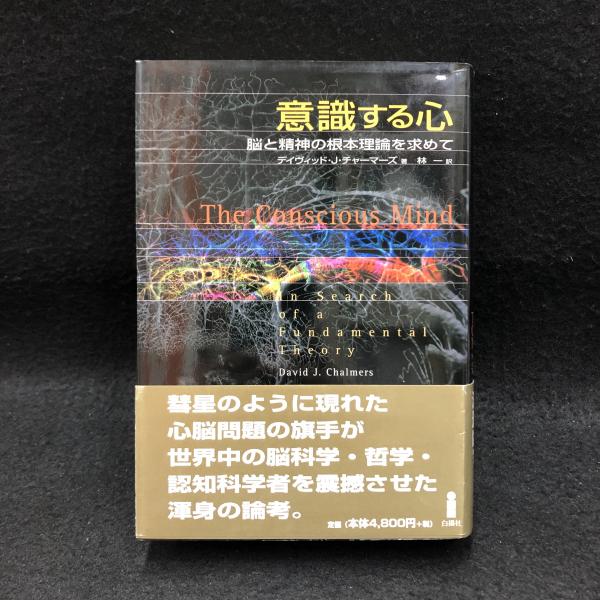 意識する心
脳と精神の根本理論を求めて
デイヴィッド・J・チャーマーズ 著 林 一 訳
The Conscious Mind
in Search
of a
Fundamental
Theory
David J. Chalmers
彗星のように現れた
心脳問題の旗手が
世界中の脳科学・哲学・
認知科学者を震撼させた
渾身の論考。
定価（本体4,800円+税）
白揚社